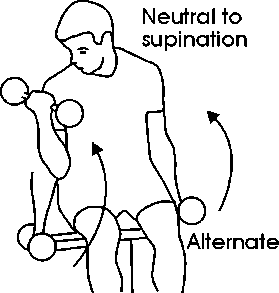 Neutral to
supination
Alternate